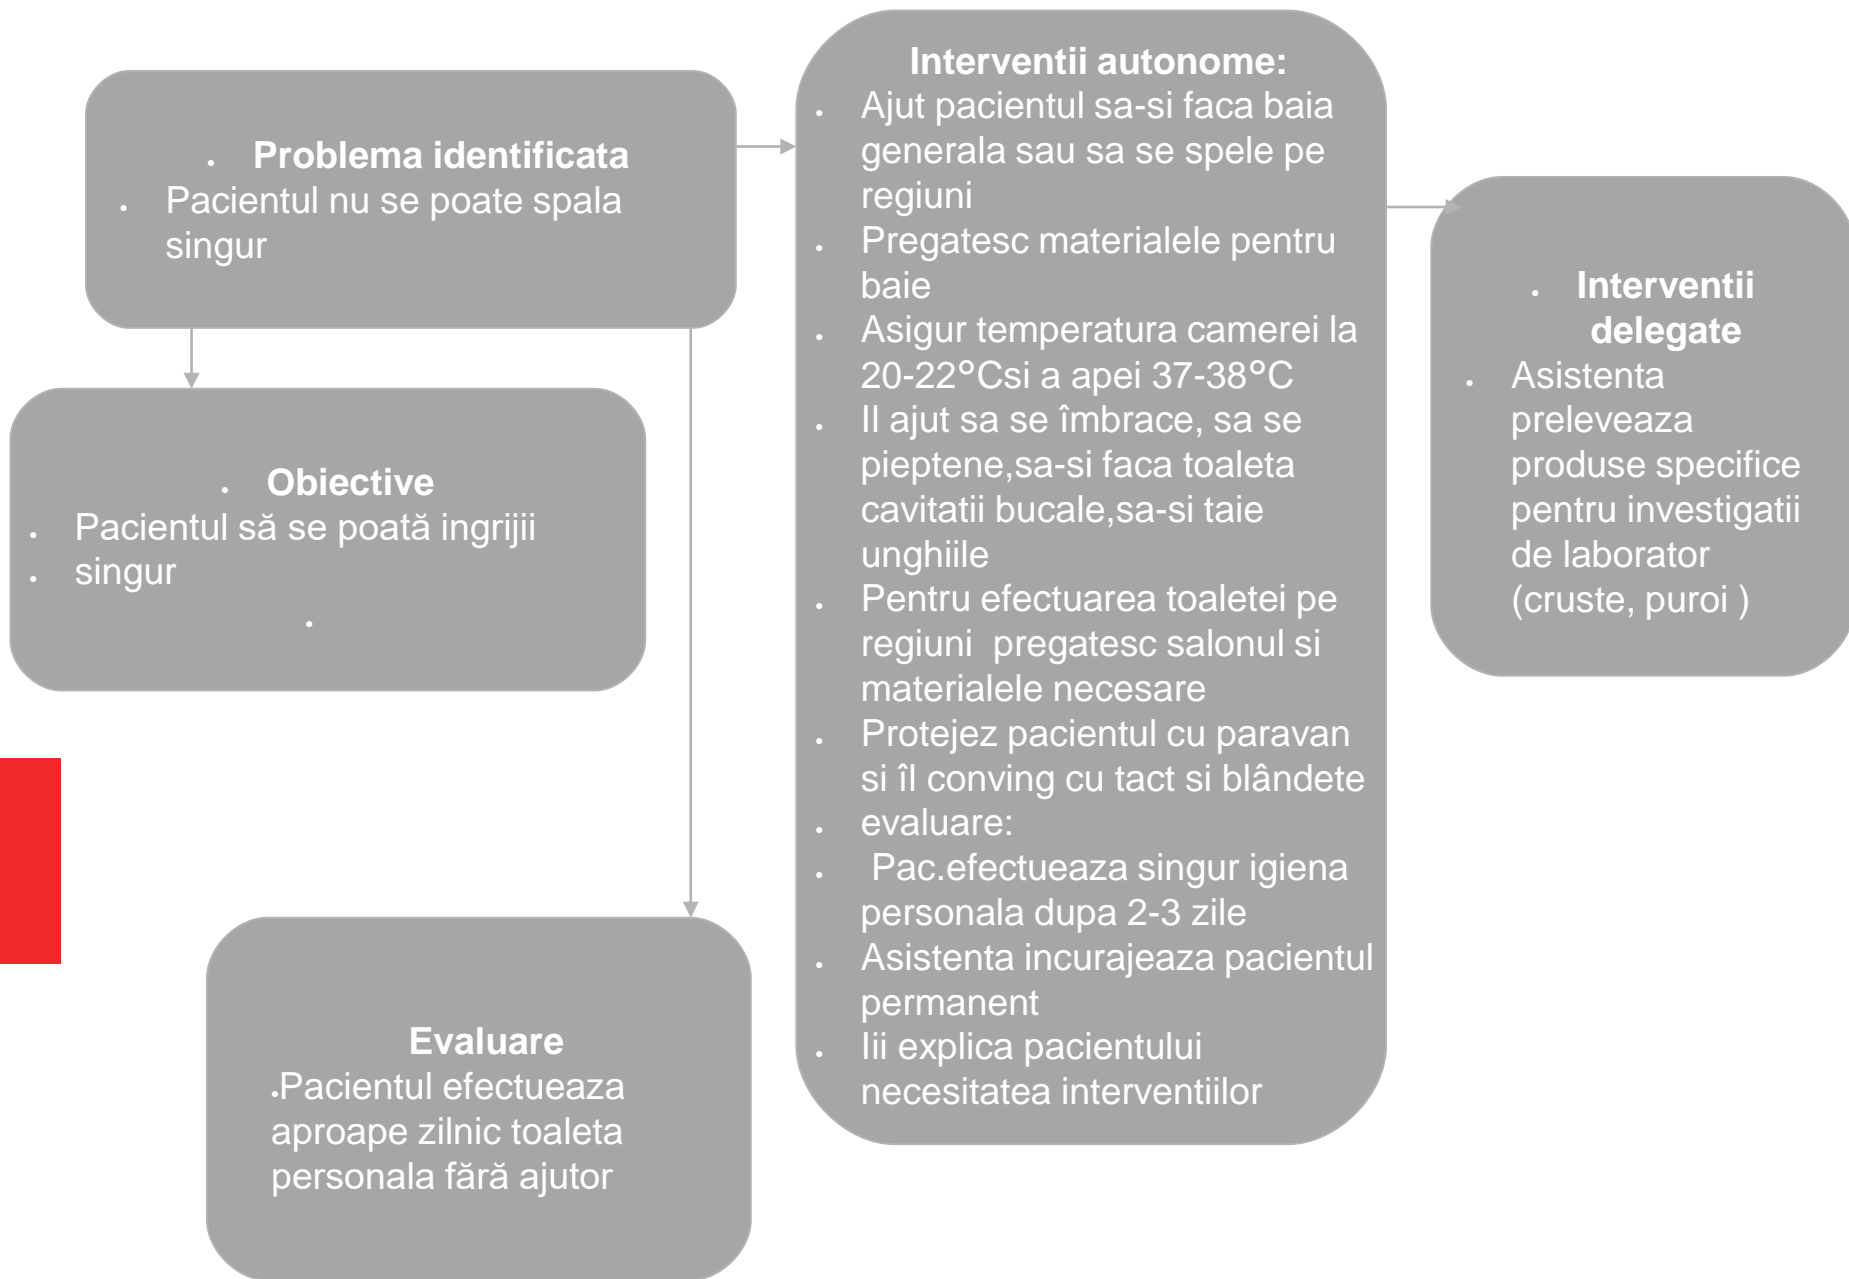 Problema identificata
Pacientul nu se poate spala
singur
Obiective
Pacientul să se poată ingrijii
singur
Evaluare
Pacientul efectueaza
aproape zilnic toaleta
personala fără ajutor
Interventii autonome:
Ajut pacientul sa-si faca baia
generala sau sa se spele pe
regiuni
Pregatesc materialele pentru
baie
Asigur temperatura camerei la
20-22°Csi a apei 37-38°C
Il ajut sa se îmbrace, sa se
pieptene,sa-si faca toaleta
cavitatii bucale,sa-si taie
unghiile
Pentru efectuarea toaletei pe
regiuni  pregatesc salonul si
materialele necesare
Protejez pacientul cu paravan
si îl conving cu tact si blândete
evaluare:
Pac.efectueaza singur igiena
personala dupa 2-3 zile
Asistenta incurajeaza pacientul
permanent
Iii explica pacientului
necesitatea interventiilor
Interventii
delegate
Asistenta
preleveaza
produse specifice
pentru investigatii
de laborator
(cruste, puroi )